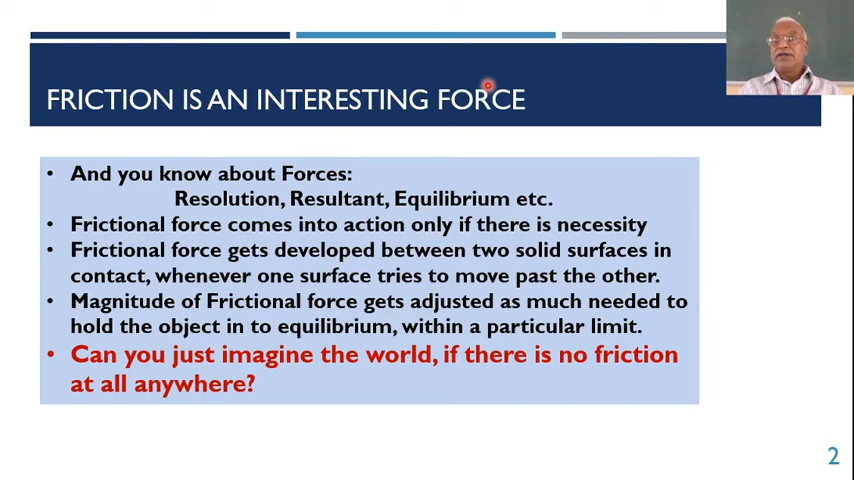 FRICTION IS AN INTERESTING FORCE
• And you know about Forces:
Resolution, Resultant, Equilibrium etc.
• Frictional force comes into action only if there is necessity
• Frictional force gets developed between two solid surfaces in
contact, whenever one surface tries to move past the other.
• Magnitude of Frictional force gets adjusted as much needed to
hold the object in to equilibrium, within a particular limit.
• Can you just imagine the world, if there is no friction
at all anywhere?
2